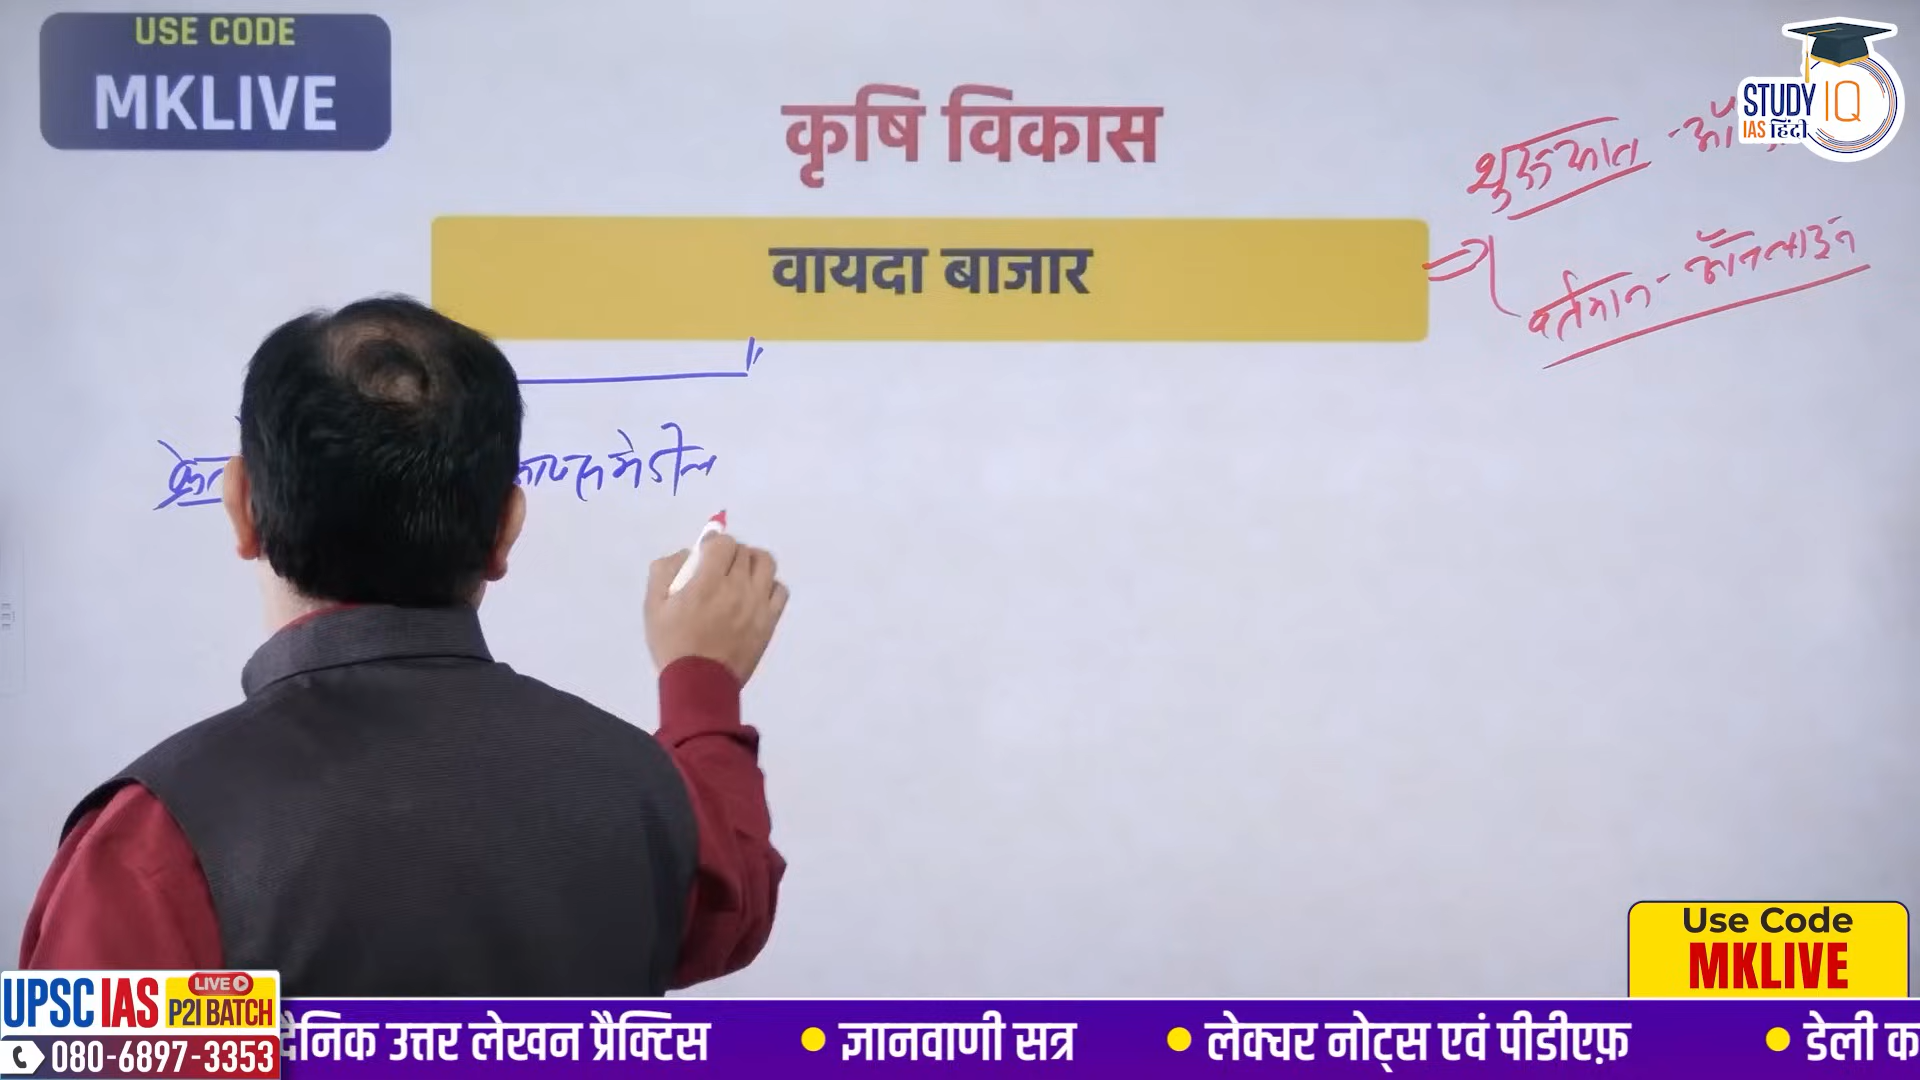 USE CODE
MKLIVE
STUDY IQ
IAS हिंदी
कृषि विकास
शुरूआत -
वायदा बाजार
वर्तमान - ऑनलाइन
Use Code
MKLIVE
UPSC IAS
LIVE
P2I BATCH
080-6897-3353
दैनिक उत्तर लेखन प्रैक्टिस
ज्ञानवाणी सत्र
लेक्चर नोट्स एवं पीडीएफ़
डेली क